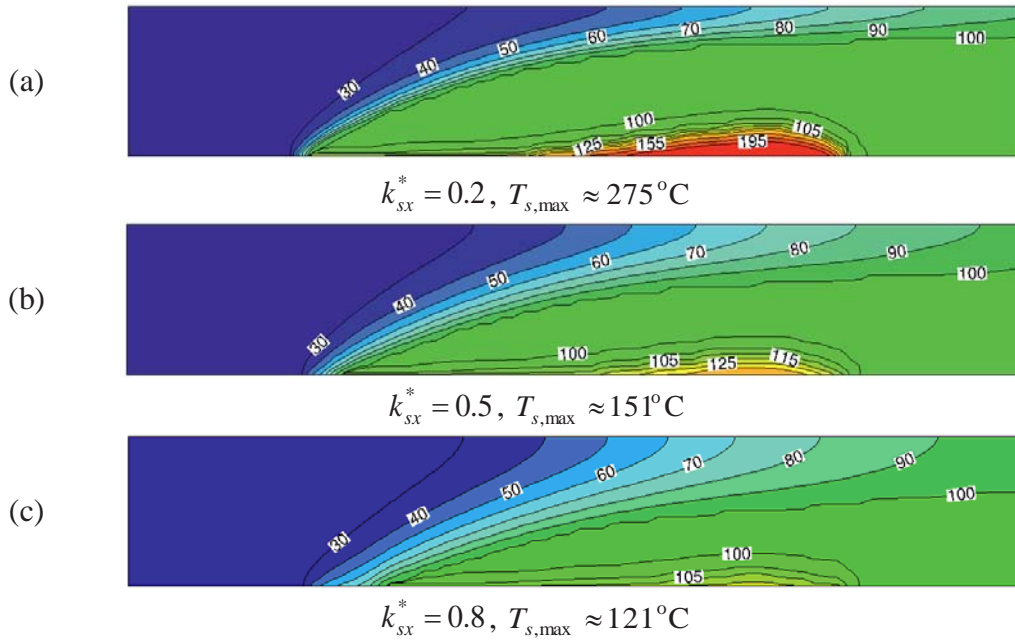 (a)
30 40 50 60 70 80 90 100
100 105
125 155 195
k*sx = 0.2, Ts,max ≈ 275°C
(b)
30 40 50 60 70 80 90 100
100 105 125 115
k*sx = 0.5, Ts,max ≈ 151°C
(c)
30 40 50 60 70 80 90 100
100
105
k*sx = 0.8, Ts,max ≈ 121°C